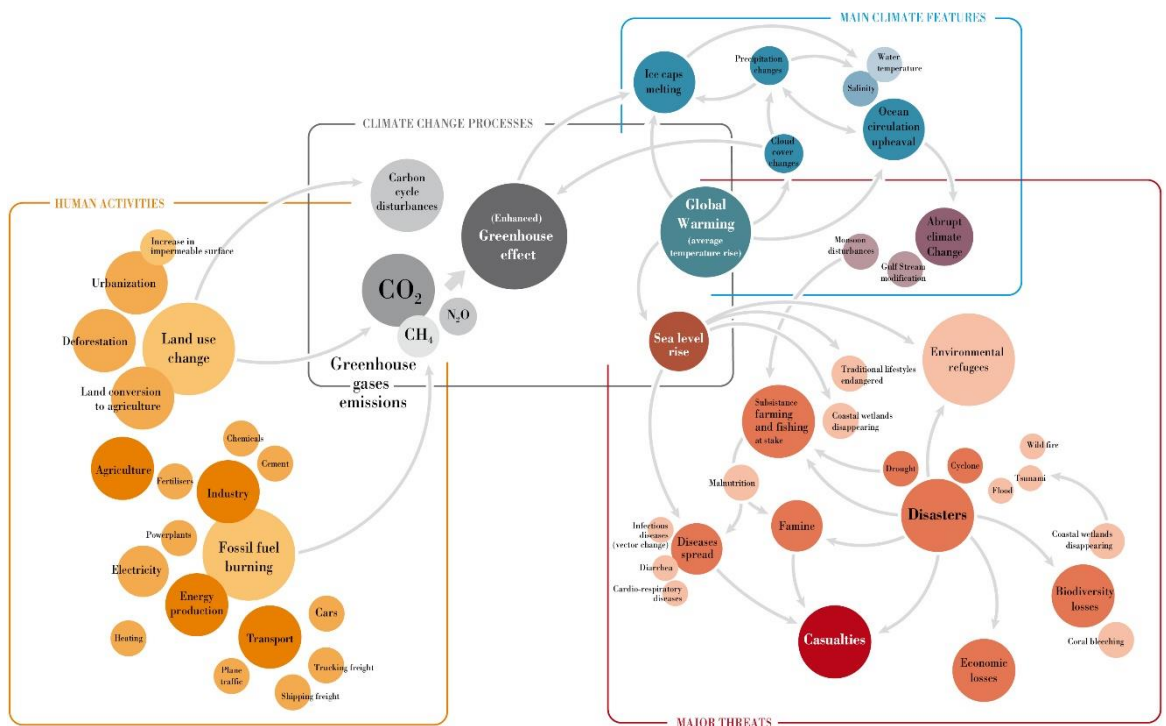 MAIN CLIMATE FEATURES
Ice caps
melting
Precipitation
changes
Water
temperature
Salinity
Ocean
circulation
upheaval
Cloud
cover
changes
CLIMATE CHANGE PROCESSES
Carbon
cycle
disturbances
(Enhanced)
Greenhouse
effect
CO₂
CH₄
N₂O
Greenhouse
gases
emissions
Global
Warming
(average
temperature rise)
Abrupt
climate
Change
Monsoon
disturbances
Gulf Stream
modification
HUMAN ACTIVITIES
Increase in
impermeable surface
Urbanization
Deforestation
Land use
change
Land conversion
to agriculture
Chemicals
Cement
Agriculture
Fertilisers
Industry
Powerplants
Fossil fuel
burning
Electricity
Energy
production
Cars
Heating
Transport
Plane
traffic
Trucking freight
Shipping freight
Sea level
rise
Traditional lifestyles
endangered
Environmental
refugees
Subsistance
farming
and fishing
at stake
Coastal wetlands
disappearing
Drought
Cyclone
Wild fire
Tsunami
Flood
Malnutrition
Disasters
Infectious
diseases
(vector change)
Diseases
spread
Famine
Diarrhea
Cardio-respiratory
diseases
Coastal wetlands
disappearing
Biodiversity
losses
Coral bleeching
Casualties
Economic
losses
MAJOR THREATS